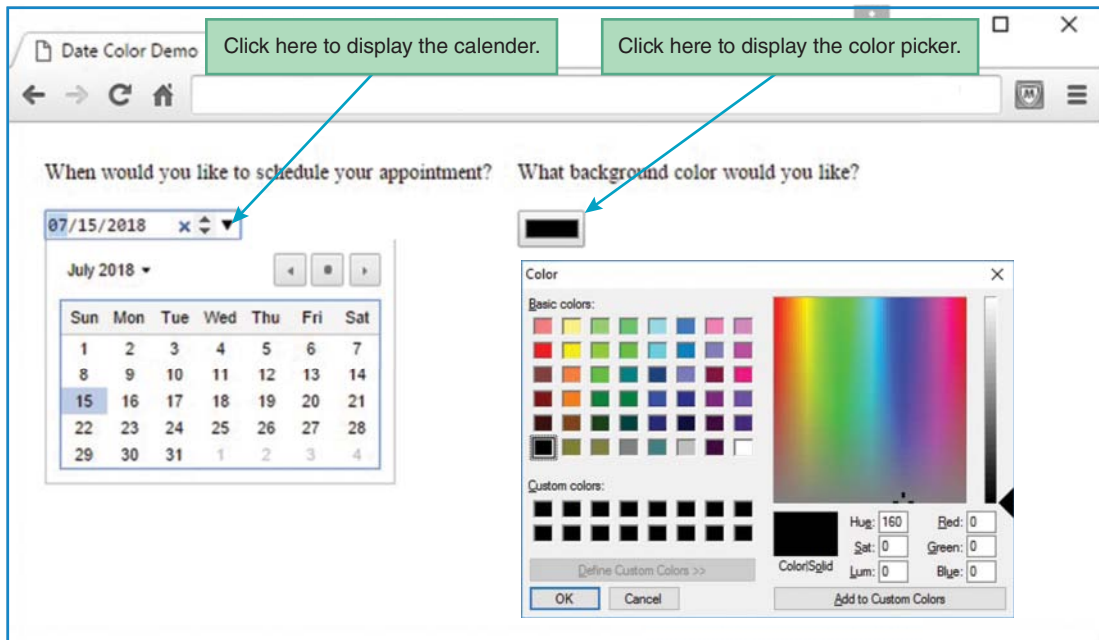 Date Color Demo
Click here to display the calender.
Click here to display the color picker.
When would you like to schedule your appointment?
What background color would you like?
07/15/2018
July 2018
Sun Mon Tue Wed Thu Fri Sat
1 2 3 4 5 6 7
8 9 10 11 12 13 14
15 16 17 18 19 20 21
22 23 24 25 26 27 28
29 30 31 1 2 3 4
Color
Basic colors:
Custom colors:
Define Custom Colors >>
OK Cancel
Color|Solid
Hue: 160 Red: 0
Sat: 0 Green: 0
Lum: 0 Blue: 0
Add to Custom Colors